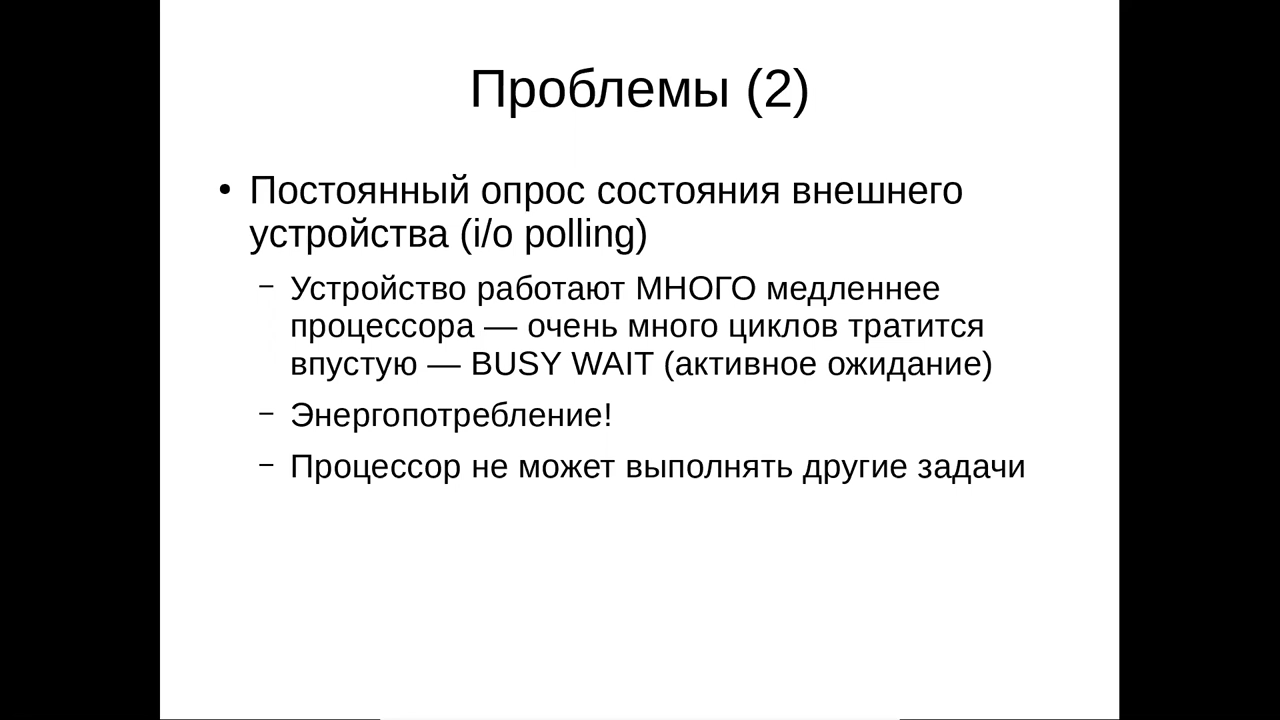 Проблемы (2)
• Постоянный опрос состояния внешнего
устройства (i/o polling)
– Устройство работают МНОГО медленнее
процессора — очень много циклов тратится
впустую — BUSY WAIT (активное ожидание)
– Энергопотребление!
– Процессор не может выполнять другие задачи